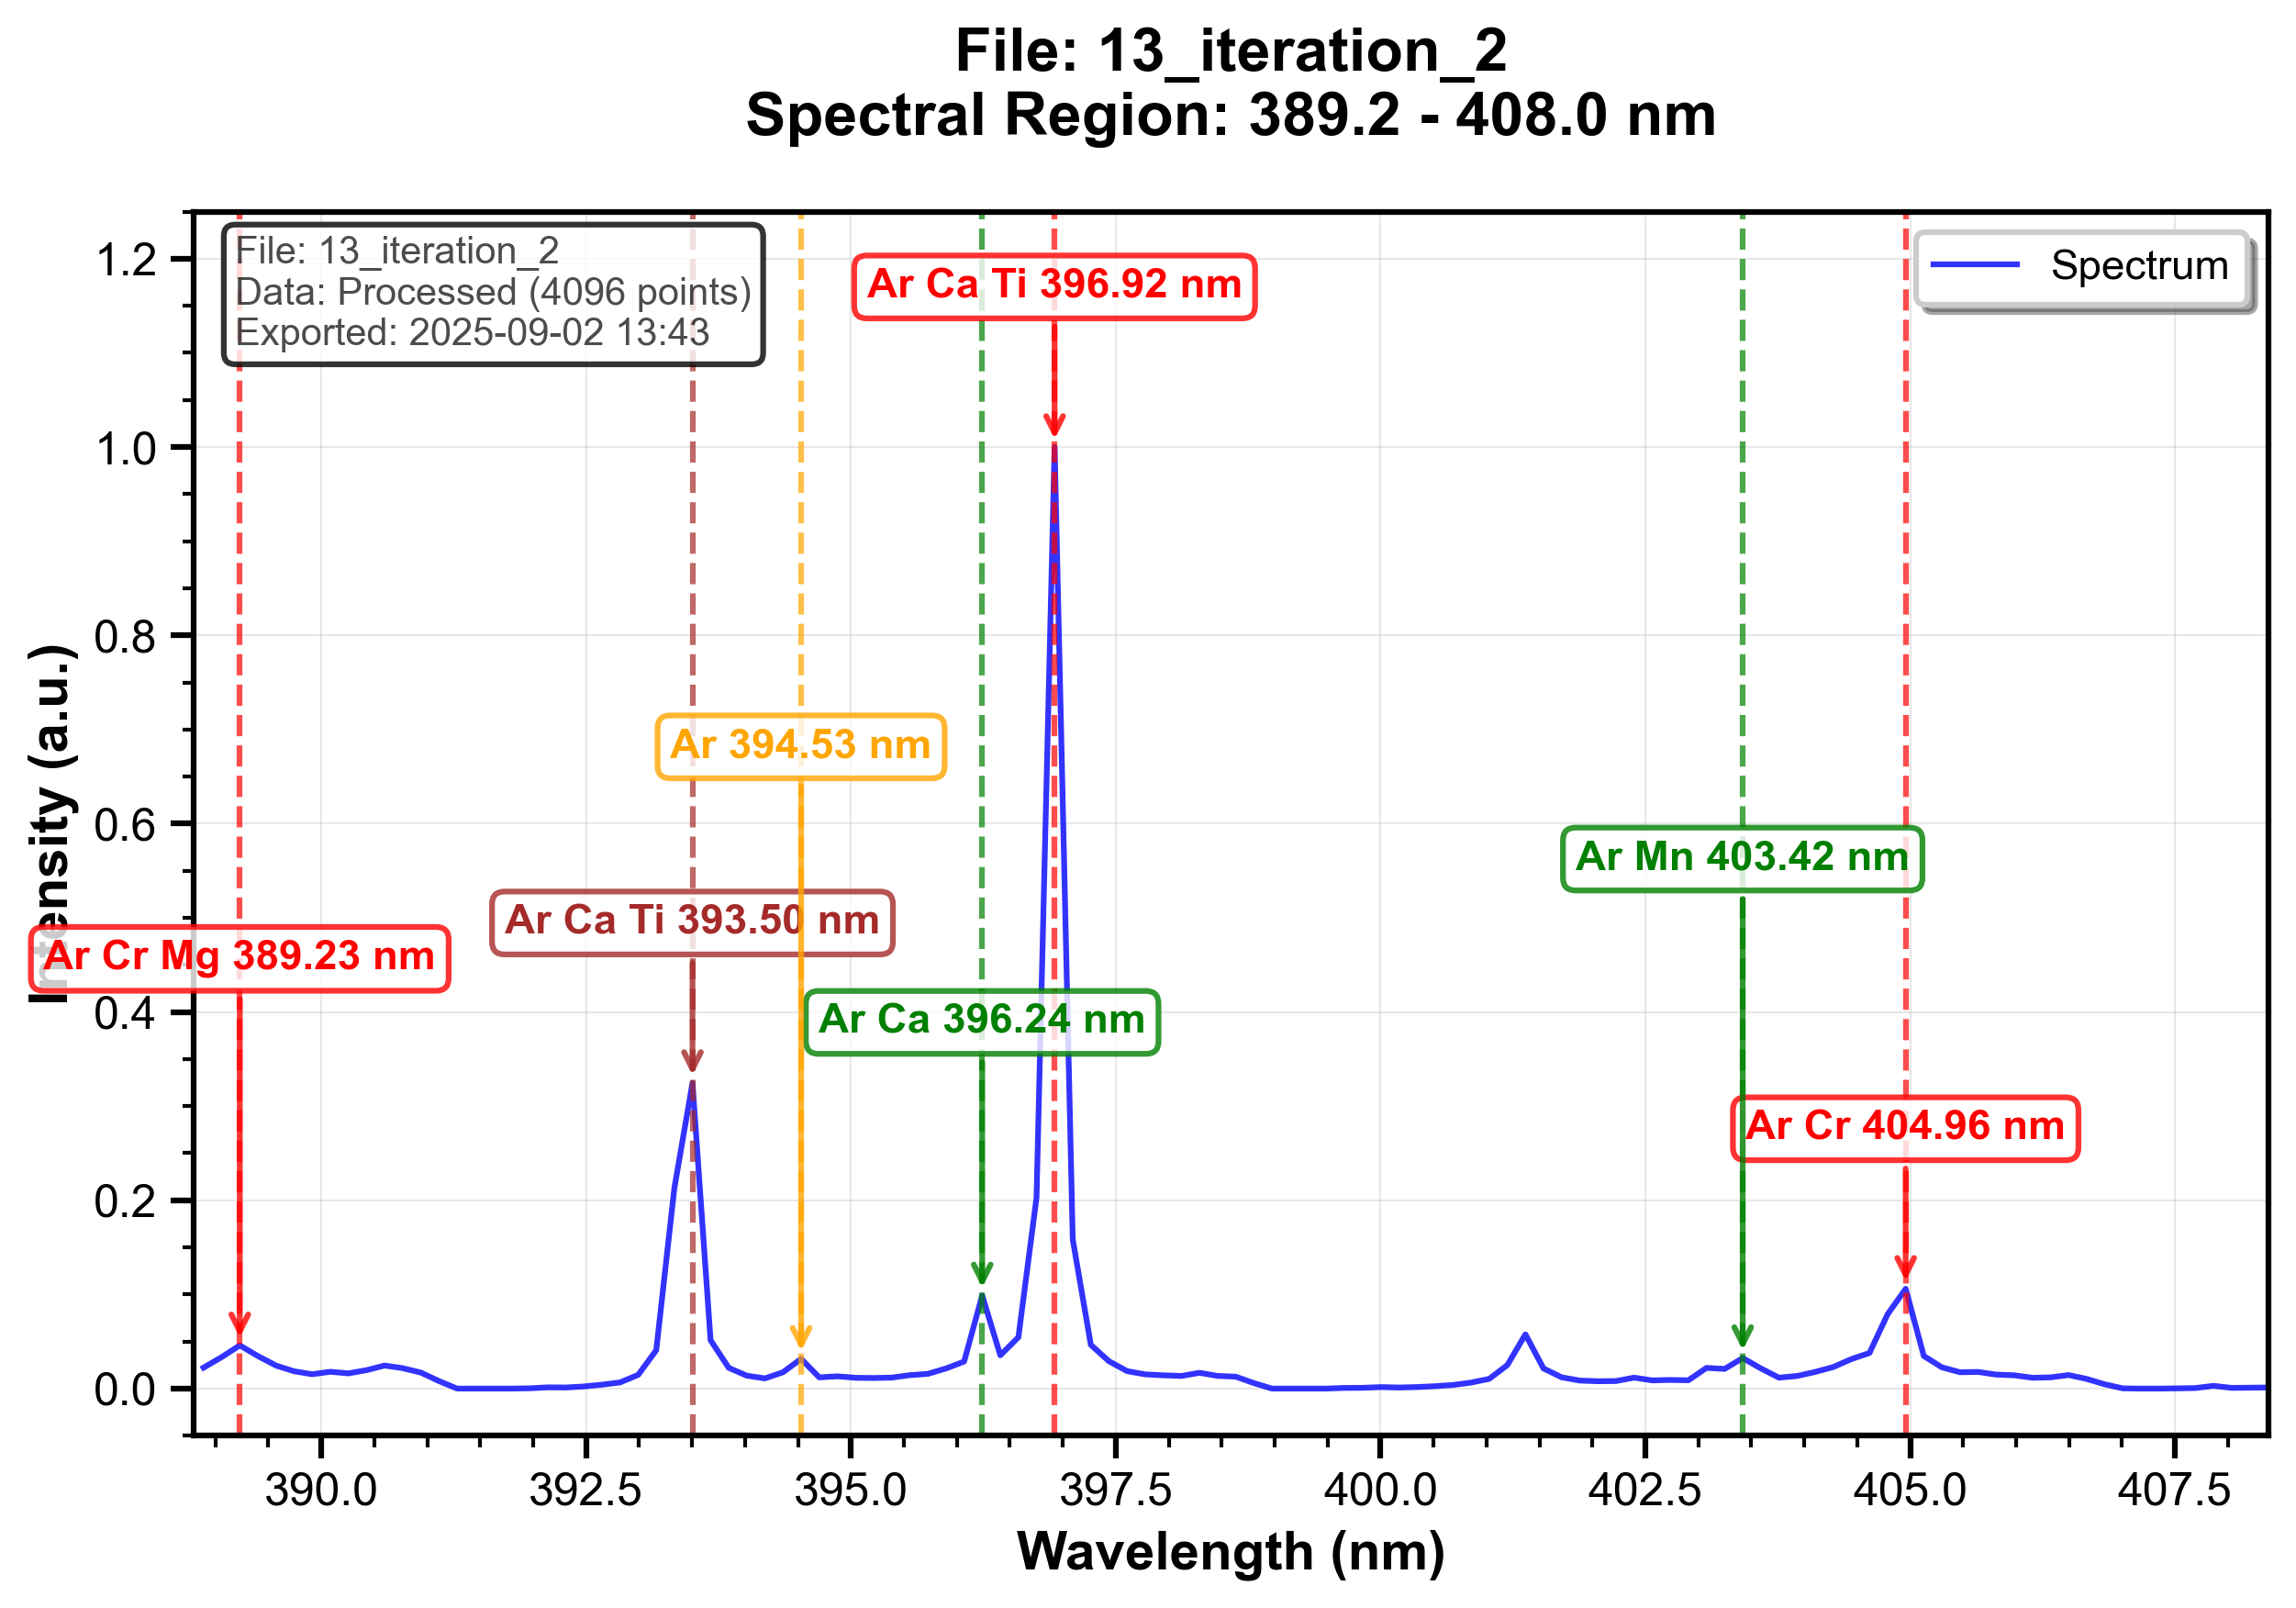 File: 13_iteration_2
Spectral Region: 389.2 - 408.0 nm
File: 13_iteration_2
Data: Processed (4096 points)
Exported: 2025-09-02 13:43
Spectrum
Ar Ca Ti 396.92 nm
Ar 394.53 nm
Ar Mn 403.42 nm
Ar Ca Ti 393.50 nm
Ar Cr Mg 389.23 nm
Ar Ca 396.24 nm
Ar Cr 404.96 nm
Intensity (a.u.)
1.2
1.0
0.8
0.6
0.4
0.2
0.0
390.0 392.5 395.0 397.5 400.0 402.5 405.0 407.5
Wavelength (nm)